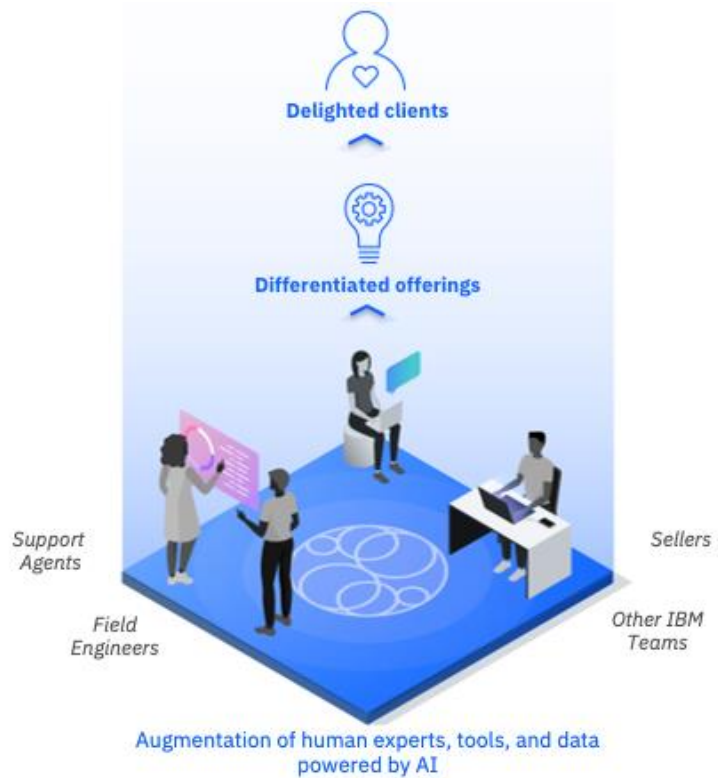 Delighted clients
Differentiated offerings
Support
Agents
Sellers
Field
Engineers
Other IBM
Teams
Augmentation of human experts, tools, and data
powered by AI